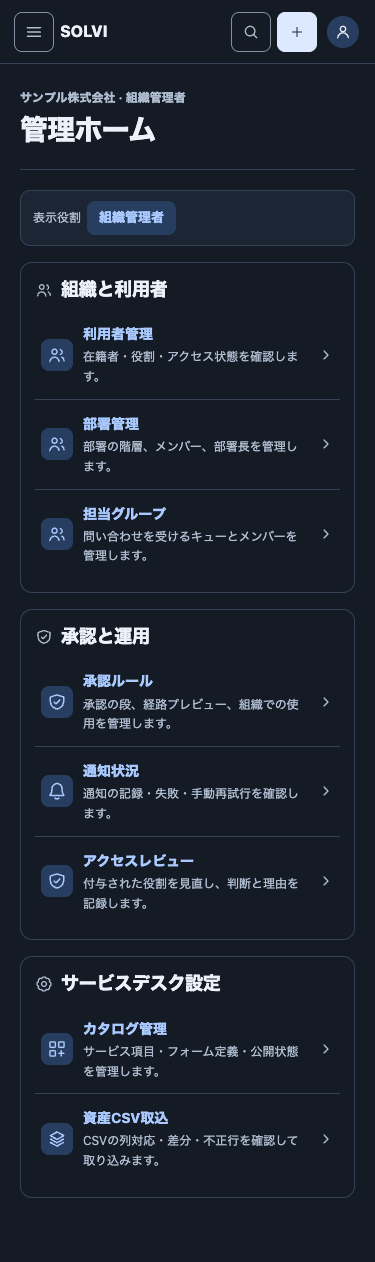 SOLVI
サンプル株式会社 · 組織管理者
管理ホーム
表示役割 組織管理者
組織と利用者
利用者管理
在籍者・役割・アクセス状態を確認しま
す。
部署管理
部署の階層、メンバー、部署長を管理し
ます。
担当グループ
問い合わせを受けるキューとメンバーを
管理します。
承認と運用
承認ルール
承認の段、経路プレビュー、組織での使
用を管理します。
通知状況
通知の記録・失敗・手動再試行を確認し
ます。
アクセスレビュー
付与された役割を見直し、判断と理由を
記録します。
サービスデスク設定
カタログ管理
サービス項目・フォーム定義・公開状態
を管理します。
資産CSV取込
CSVの列対応・差分・不正行を確認して
取り込みます。